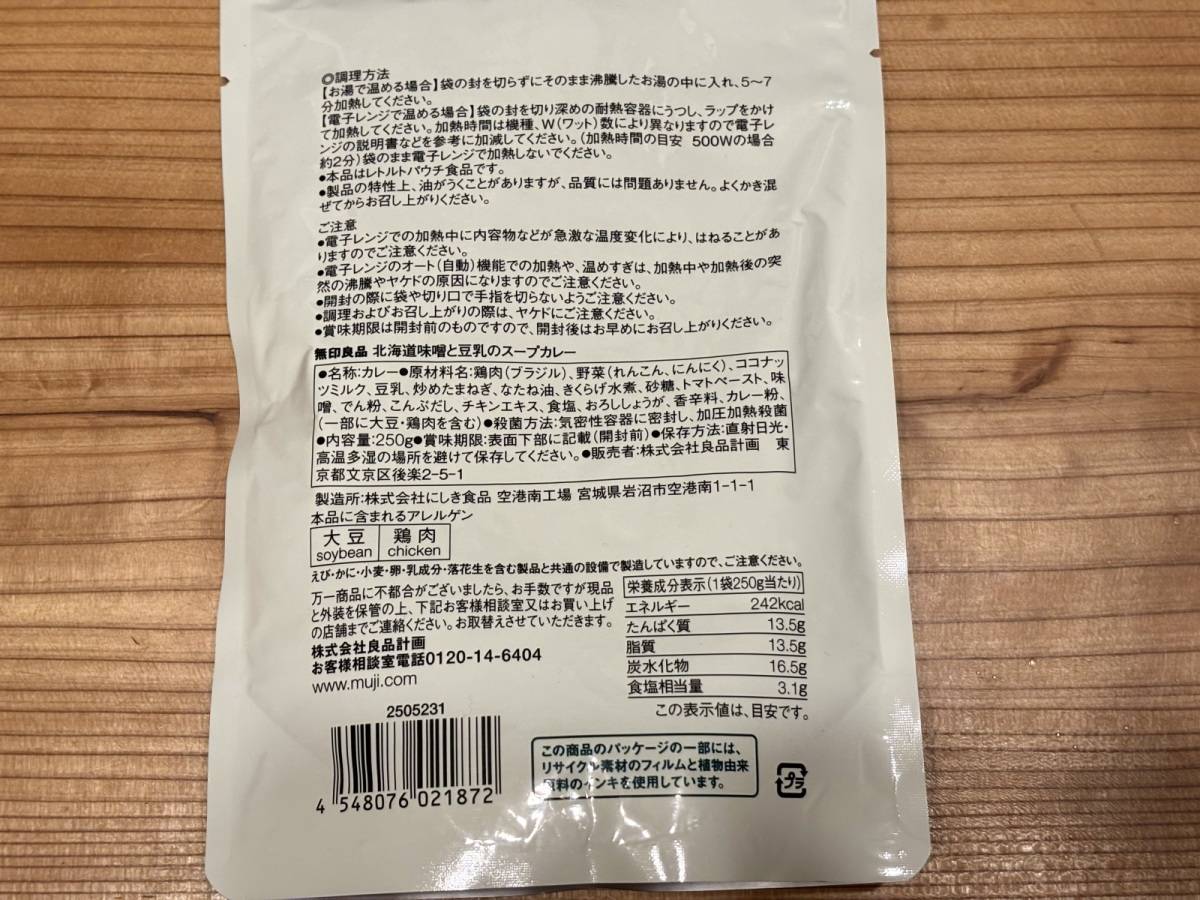 ◎調理方法
【お湯で温める場合】袋の封を切らずにそのまま沸騰したお湯の中に入れ、5〜7
分加熱してください。
【電子レンジで温める場合】袋の封を切り深めの耐熱容器にうつし、ラップをかけ
て加熱してください。加熱時間は機種、W(ワット)数により異なりますので電子レ
ンジの説明書などを参考に加減してください。(加熱時間の目安 500Wの場合
約2分)袋のまま電子レンジで加熱しないでください。
●本品はレトルトパウチ食品です。
●製品の特性上、油がうくことがありますが、品質には問題ありません。よくかき混
ぜてからお召し上がりください。
ご注意
●電子レンジでの加熱中に内容物などが急激な温度変化により、はねることがあ
りますのでご注意ください。
●電子レンジのオート(自動)機能での加熱や、温めすぎは、加熱中や加熱後の突
然の沸騰やヤケドの原因になりますのでご注意ください。
●開封の際に袋や切り口で手指を切らないようご注意ください。
●調理およびお召し上がりの際は、ヤケドにご注意ください。
●賞味期限は開封前のものですので、開封後はお早めにお召し上がりください。
無印良品 北海道味噌と豆乳のスープカレー
●名称:カレー●原材料名:鶏肉(ブラジル)、野菜(れんこん、にんにく)、ココナッ
ツミルク、豆乳、炒めたまねぎ、なたね油、きくらげ水煮、砂糖、トマトペースト、味
噌、でん粉、こんぶだし、チキンエキス、食塩、おろししょうが、香辛料、カレー粉、
(一部に大豆・鶏肉を含む)●殺菌方法:気密性容器に密封し、加圧加熱殺菌
●内容量:250g●賞味期限:表面下部に記載(開封前)●保存方法:直射日光・
高温多湿の場所を避けて保存してください。●販売者:株式会社良品計画 東
京都文京区後楽2-5-1
製造所:株式会社にしき食品 空港南工場 宮城県岩沼市空港南1-1-1
本品に含まれるアレルゲン
大豆 鶏肉
soybean chicken
えび・かに・小麦・卵・乳成分・落花生を含む製品と共通の設備で製造していますので、ご注意ください。
万一商品に不都合がございましたら、お手数ですが現品
と外装を保管の上、下記お客様相談室又はお買い上げ
の店舗までご連絡ください。お取替えさせていただきます。
株式会社良品計画
お客様相談室電話0120-14-6404
www.muji.com
栄養成分表示(1袋250g当たり)
エネルギー 242kcal
たんぱく質 13.5g
脂質 13.5g
炭水化物 16.5g
食塩相当量 3.1g
この表示値は、目安です。
2505231
4 548076 021872
この商品のパッケージの一部には、
リサイクル素材のフィルムと植物由来
原料のインキを使用しています。
プラ